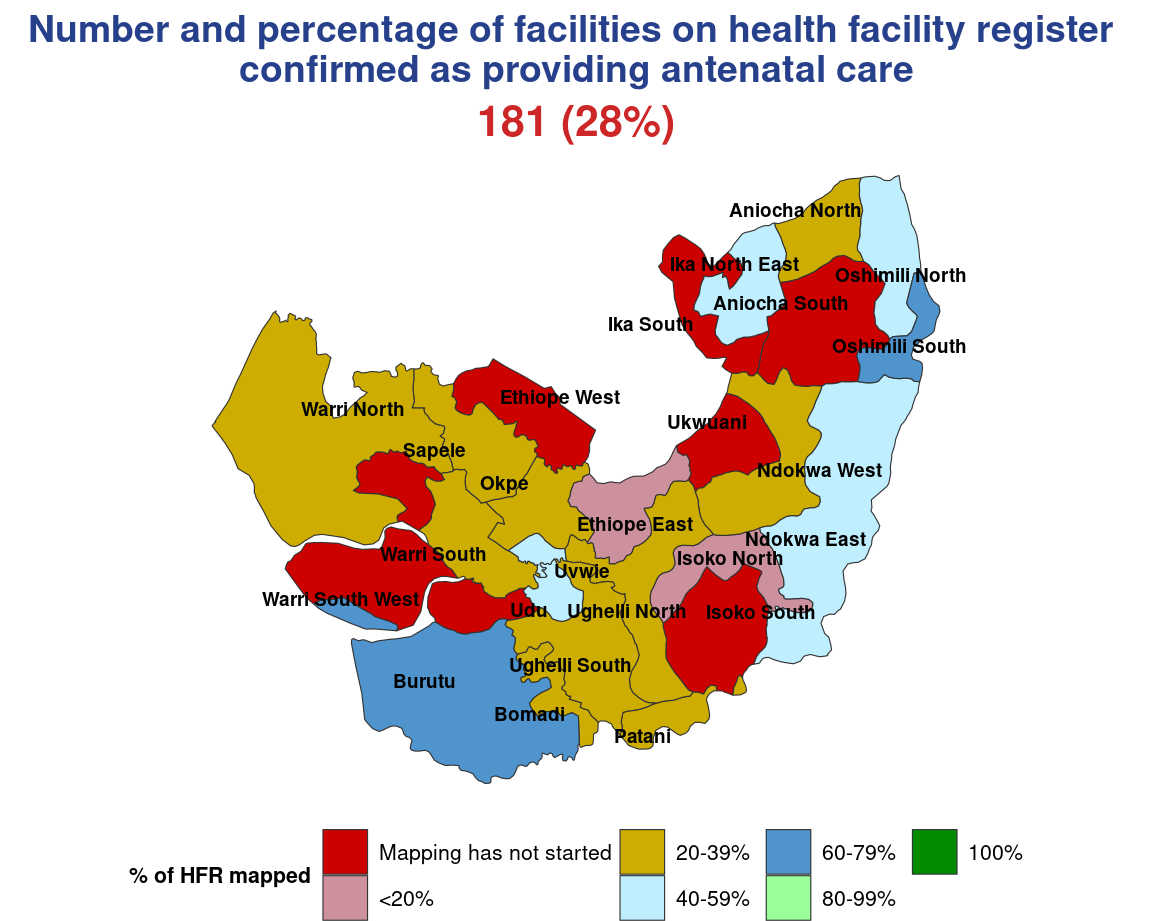 Number and percentage of facilities on health facility register
confirmed as providing antenatal care
181 (28%)
Aniocha North
Ika North East
Oshimili North
Aniocha South
Ika South
Oshimili South
Ethiope West
Warri North
Ukwuani
Sapele
Ndokwa West
Okpe
Ethiope East
Ndokwa East
Warri South
Isoko North
Uvwie
Warri South West
Udu
Ughelli North
Isoko South
Ughelli South
Burutu
Bomadi
Patani
% of HFR mapped
Mapping has not started
20-39%
60-79%
100%
<20%
40-59%
80-99%